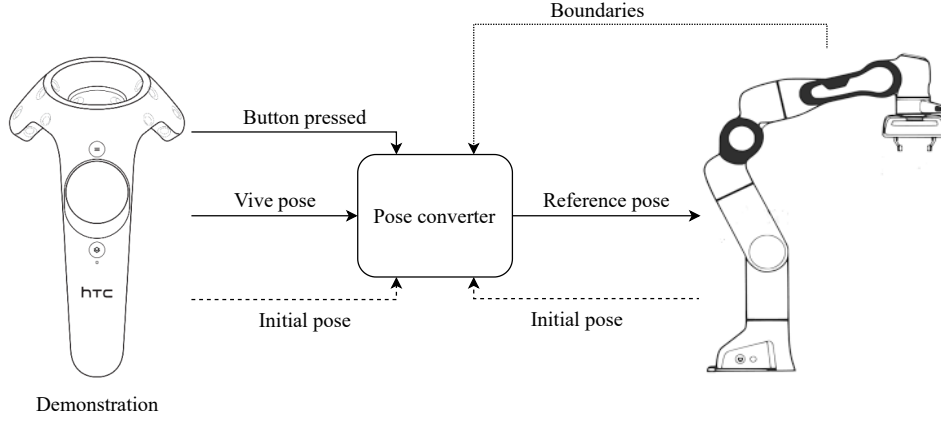 Boundaries
Button pressed
Vive pose
Pose converter
Reference pose
hTC
Initial pose
Initial pose
Demonstration